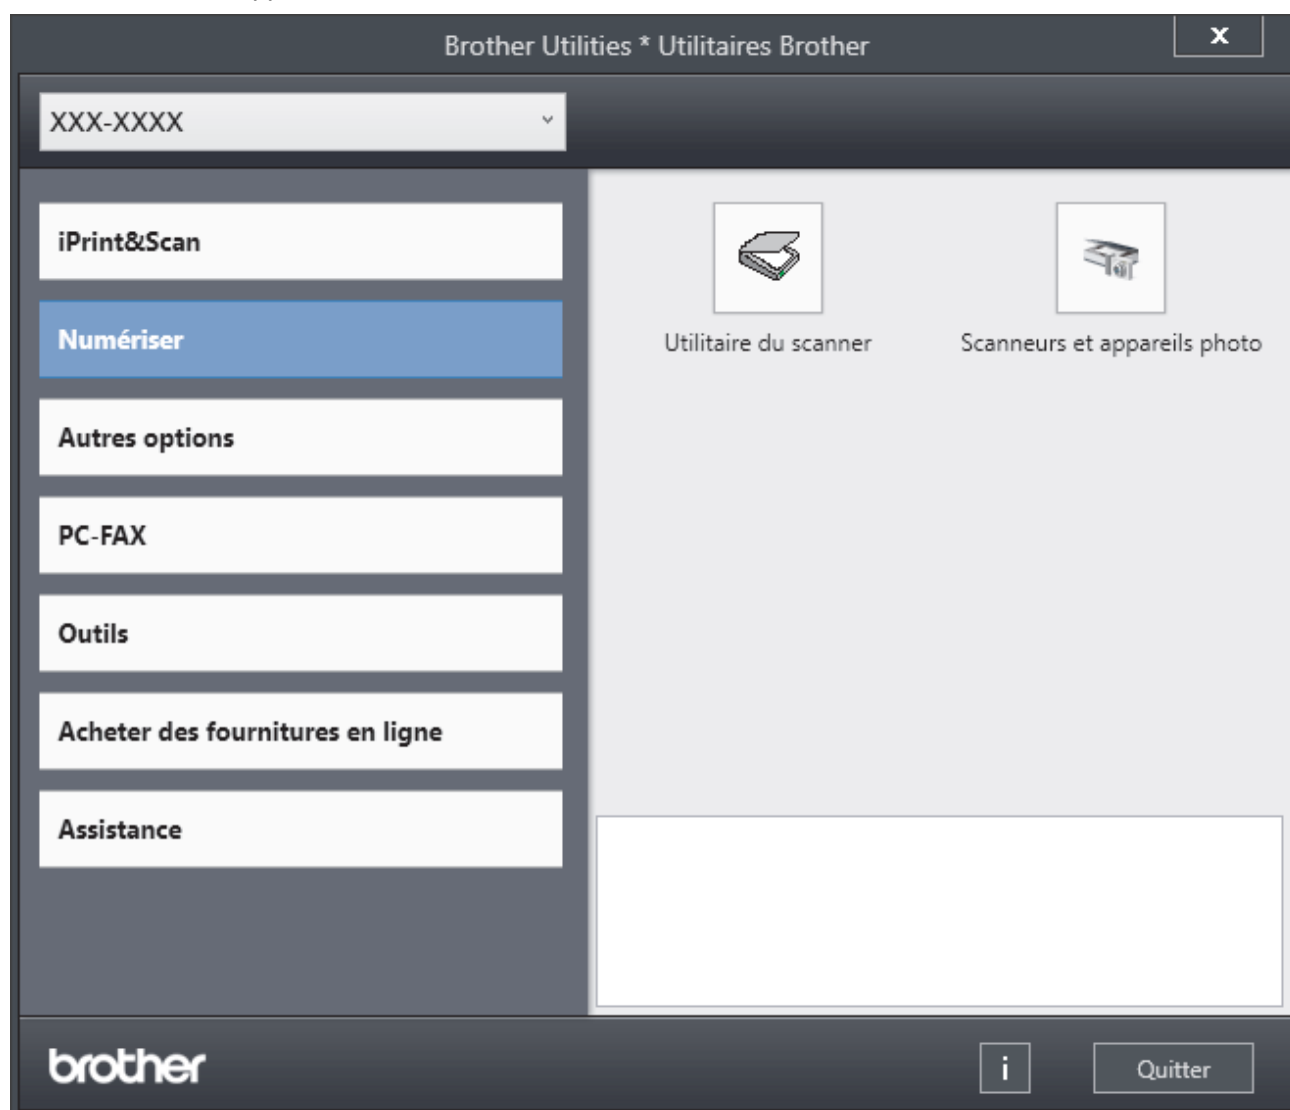 Brother Utilities * Utilitaires Brother
x
XXX-XXXX
iPrint&Scan
Numériser
Autres options
PC-FAX
Outils
Acheter des fournitures en ligne
Assistance
Utilitaire du scanner
Scanneurs et appareils photo
brother
i
Quitter